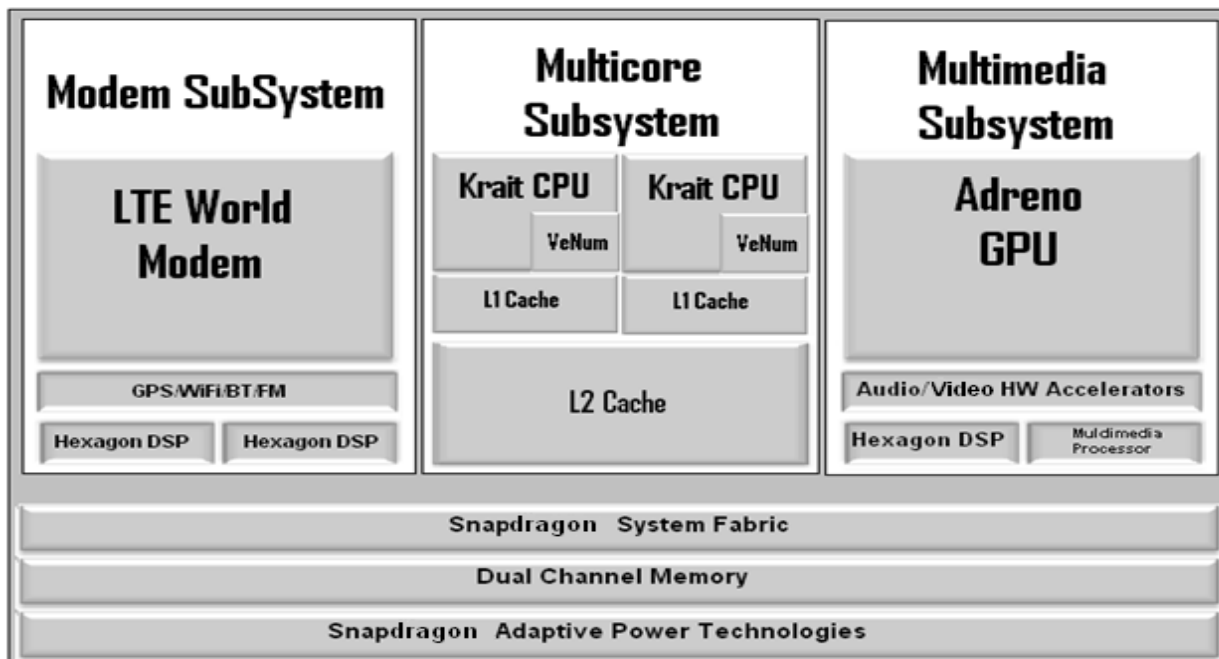 Modem SubSystem
LTE World
Modem
GPS/WiFi/BT/FM
Hexagon DSP
Hexagon DSP
Multicore
Subsystem
Krait CPU
VeNum
L1 Cache
Krait CPU
VeNum
L1 Cache
L2 Cache
Multimedia
Subsystem
Adreno
GPU
Audio/Video HW Accelerators
Hexagon DSP
Muldimedia
Processor
Snapdragon System Fabric
Dual Channel Memory
Snapdragon Adaptive Power Technologies